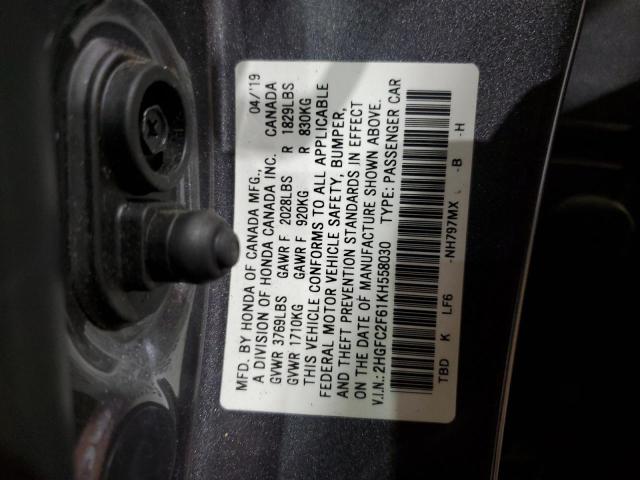 MFD. BY HONDA OF CANADA MFG., 04/'19
A DIVISION OF HONDA CANADA INC. CANADA
GVWR 3769LBS GAWR F 2028LBS R 1829LBS
GVWR 1710KG GAWR F 920KG R 830KG
THIS VEHICLE CONFORMS TO ALL APPLICABLE
FEDERAL MOTOR VEHICLE SAFETY, BUMPER,
AND THEFT PREVENTION STANDARDS IN EFFECT
ON THE DATE OF MANUFACTURE SHOWN ABOVE.
V.I.N.: 2HGFC2F61KH558030 TYPE: PASSENGER CAR
TBD K LF6 -NH797MX -B -H